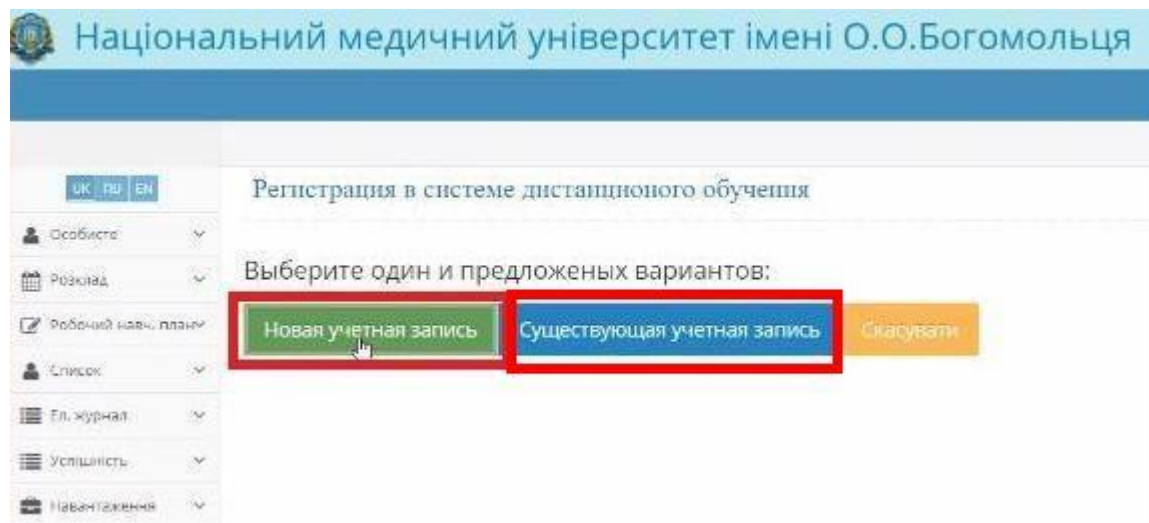 Національний медичний університет імені О.О.Богомольця
UK RU EN
Регистрация в системе дистанционого обучения
Особисте
Розклад
Выберите один и предложеных вариантов:
Робочий навч. план
Новая учетная запись
Существующая учетная запись
Скасувати
Список
Ел. журнал
Успішність
Навантаження